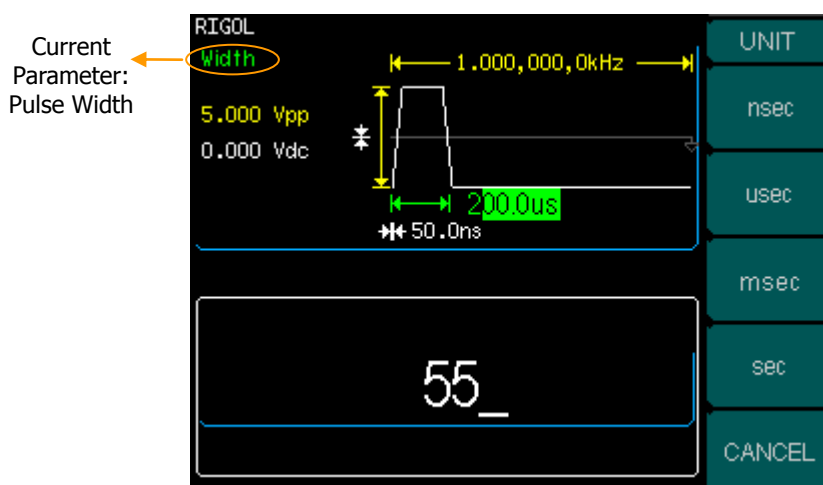 Current
Parameter:
Pulse Width
RIGOL
Width
1.000,000,0kHz
5.000 Vpp
0.000 Vdc
200.0us
50.0ns
55_
UNIT
nsec
usec
msec
sec
CANCEL